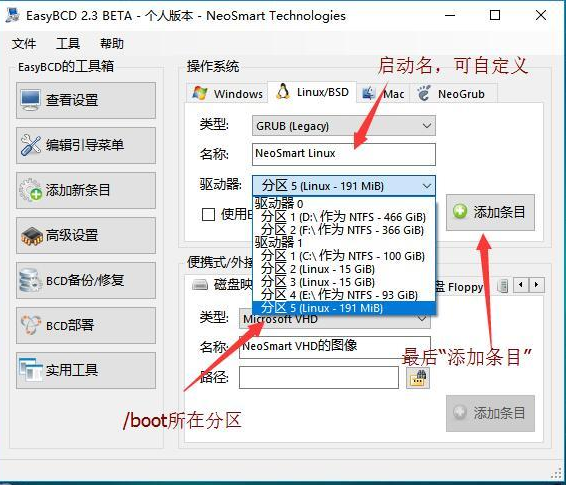 EasyBCD 2.3 BETA - 个人版本 - NeoSmart Technologies
文件 工具 帮助
EasyBCD的工具箱
查看设置
编辑引导菜单
添加新条目
高级设置
BCD备份/修复
BCD部署
实用工具
操作系统
启动名，可自定义
Windows Linux/BSD Mac NeoGrub
类型: GRUB (Legacy)
名称: NeoSmart Linux
驱动器: 分区 5 (Linux - 191 MiB)
使用
驱动器 0
分区 1 (D:\ 作为 NTFS - 466 GiB)
分区 2 (F:\ 作为 NTFS - 366 GiB)
驱动器 1
分区 1 (C:\ 作为 NTFS - 100 GiB)
分区 2 (Linux - 15 GiB)
分区 3 (Linux - 15 GiB)
分区 4 (E:\ 作为 NTFS - 93 GiB)
分区 5 (Linux - 191 MiB)
添加条目
便携式/外接
磁盘映 盘 Floppy
类型: Microsoft VHD
名称: NeoSmart VHD的图像
路径:
最后“添加条目”
/boot所在分区
添加条目